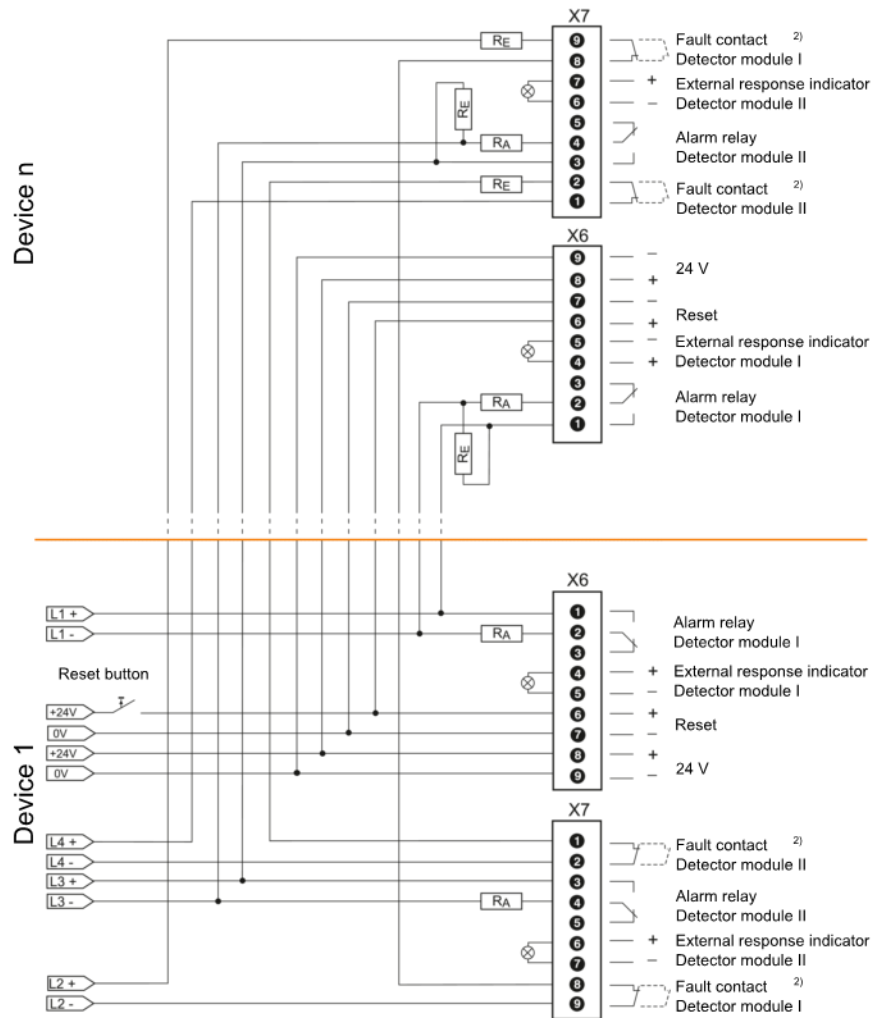 Device n
X7
RE
9
Fault contact 2)
8
Detector module I
7
+
External response indicator
6
−
Detector module II
RE
5
RA
4
Alarm relay
3
Detector module II
RE
2
Fault contact 2)
1
Detector module II
X6
9
−
24 V
8
+
7
−
Reset
6
+
5
−
External response indicator
4
+
Detector module I
3
RA
2
Alarm relay
Detector module I
1
RE
Device 1
X6
L1 +
1
Alarm relay
L1 -
RA
2
Detector module I
3
Reset button
4
+
External response indicator
5
−
Detector module I
+24V
6
+
Reset
0V
7
−
+24V
8
+
24 V
0V
9
−
X7
L4 +
1
Fault contact 2)
L4 -
2
Detector module II
L3 +
3
Alarm relay
L3 -
RA
4
Detector module II
5
6
+
External response indicator
7
−
Detector module II
L2 +
8
Fault contact 2)
L2 -
9
Detector module I